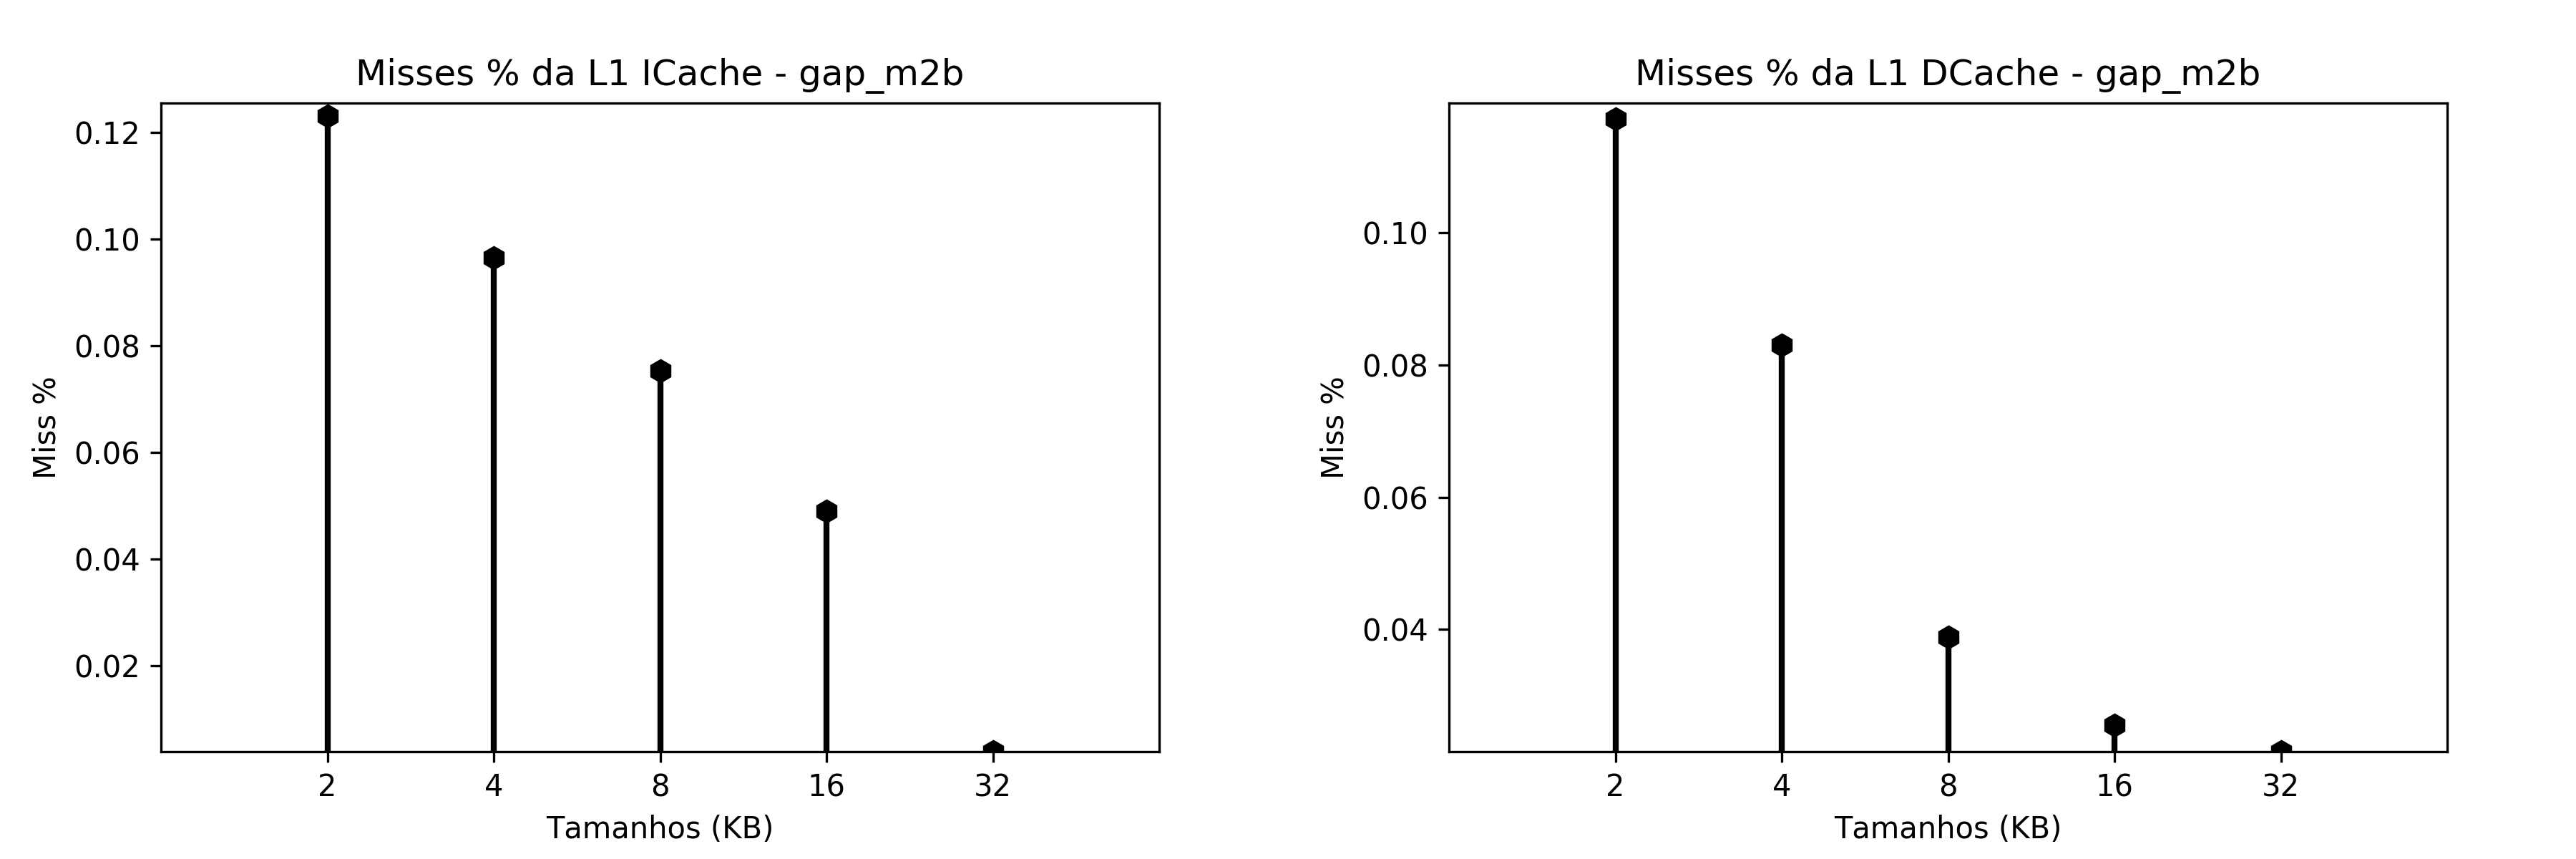 Misses % da L1 ICache - gap_m2b
0.12
0.10
0.08
0.06
0.04
0.02
Miss %
2 4 8 16 32
Tamanhos (KB)
Misses % da L1 DCache - gap_m2b
0.10
0.08
0.06
0.04
Miss %
2 4 8 16 32
Tamanhos (KB)